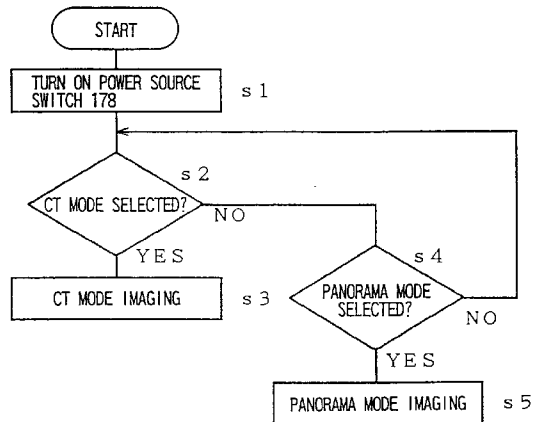 START
TURN ON POWER SOURCE
SWITCH 178
s1
s2
CT MODE SELECTED?
NO
YES
s4
CT MODE IMAGING
s3
PANORAMA MODE
SELECTED?
NO
YES
PANORAMA MODE IMAGING
s5